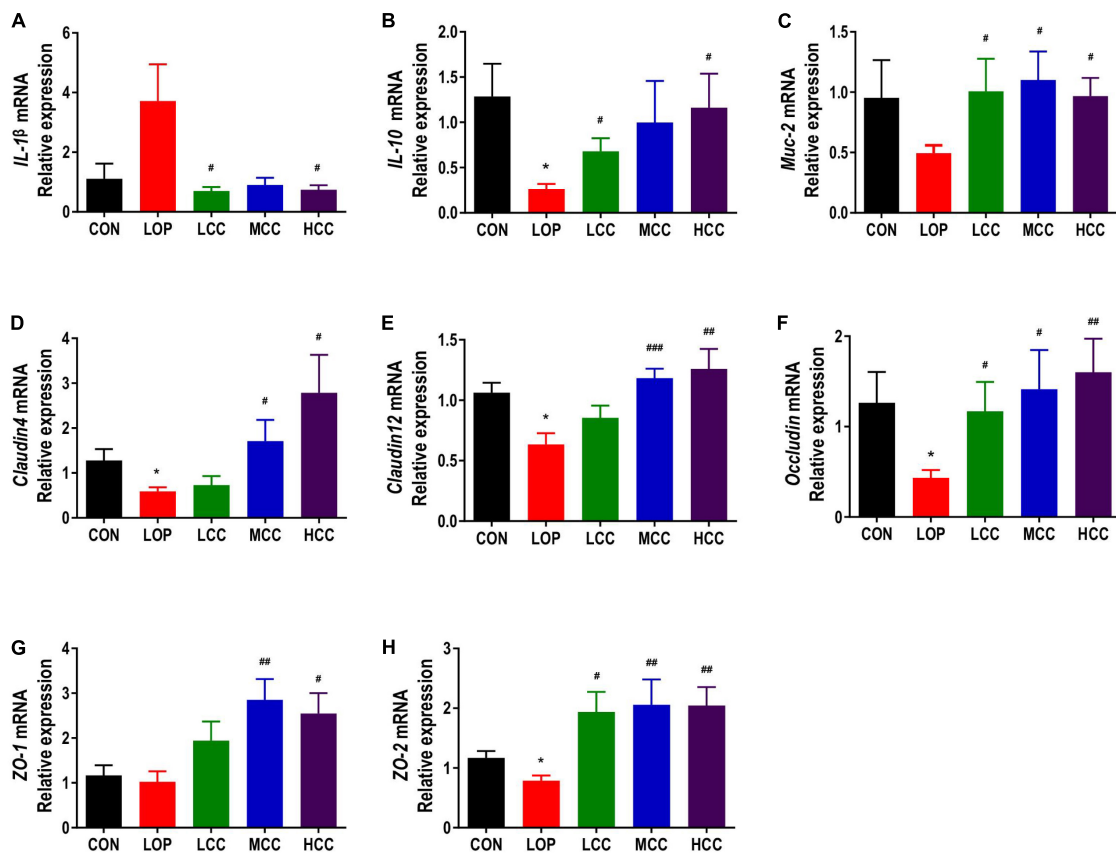 A
IL-1β mRNA
Relative expression
6
4
2
0
#
#
CON LOP LCC MCC HCC
B
IL-10 mRNA
Relative expression
2.0
1.5
1.0
0.5
0.0
*
#
#
CON LOP LCC MCC HCC
C
Muc-2 mRNA
Relative expression
1.5
1.0
0.5
0.0
#
#
#
CON LOP LCC MCC HCC
D
Claudin4 mRNA
Relative expression
4
3
2
1
0
*
#
#
CON LOP LCC MCC HCC
E
Claudin12 mRNA
Relative expression
1.5
1.0
0.5
0.0
*
###
##
CON LOP LCC MCC HCC
F
Occludin mRNA
Relative expression
2
1
0
*
#
#
##
CON LOP LCC MCC HCC
G
ZO-1 mRNA
Relative expression
4
3
2
1
0
##
#
CON LOP LCC MCC HCC
H
ZO-2 mRNA
Relative expression
3
2
1
0
*
#
##
##
CON LOP LCC MCC HCC